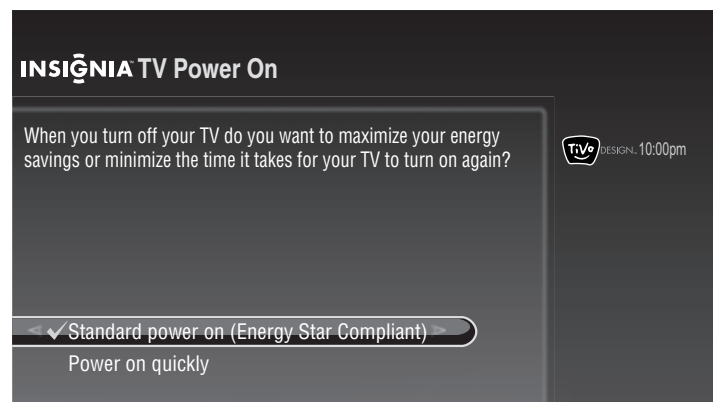 INSIGNIA™ TV Power On
When you turn off your TV do you want to maximize your energy
savings or minimize the time it takes for your TV to turn on again?
TiVo DESIGN™ 10:00pm
Standard power on (Energy Star Compliant)
Power on quickly